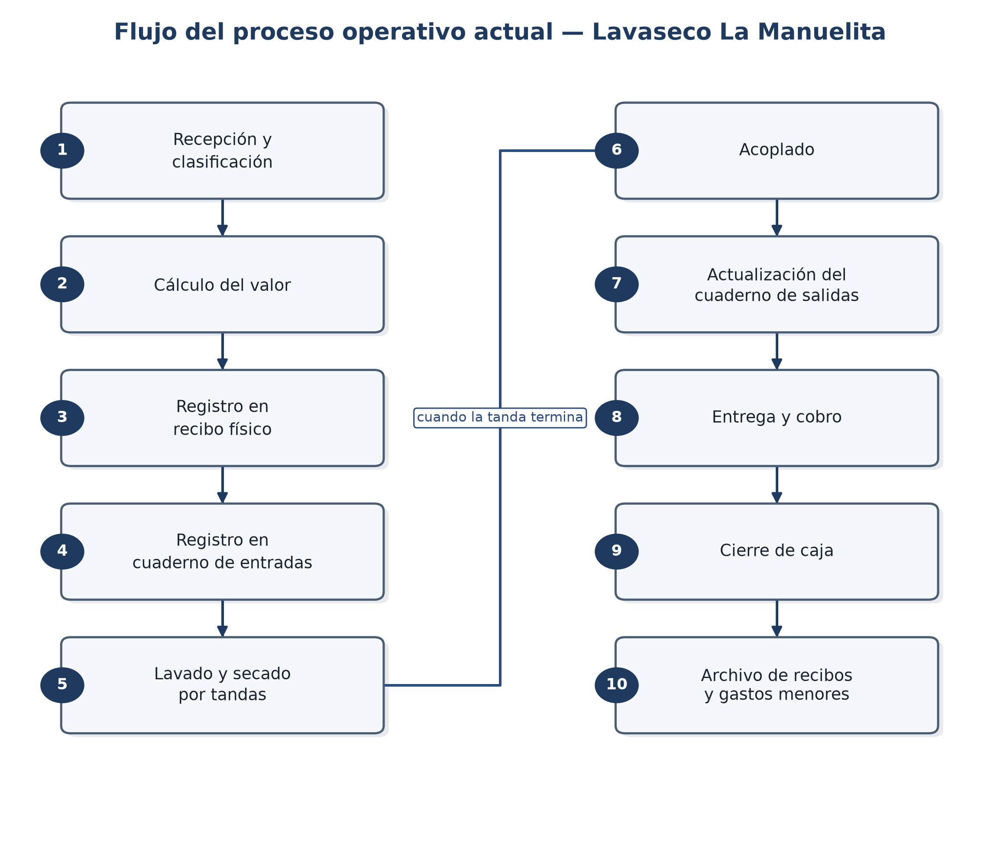 Flujo del proceso operativo actual — Lavaseco La Manuelita
1
Recepción y
clasificación
2
Cálculo del valor
3
Registro en
recibo físico
4
Registro en
cuaderno de entradas
5
Lavado y secado
por tandas
cuando la tanda termina
6
Acoplado
7
Actualización del
cuaderno de salidas
8
Entrega y cobro
9
Cierre de caja
10
Archivo de recibos
y gastos menores